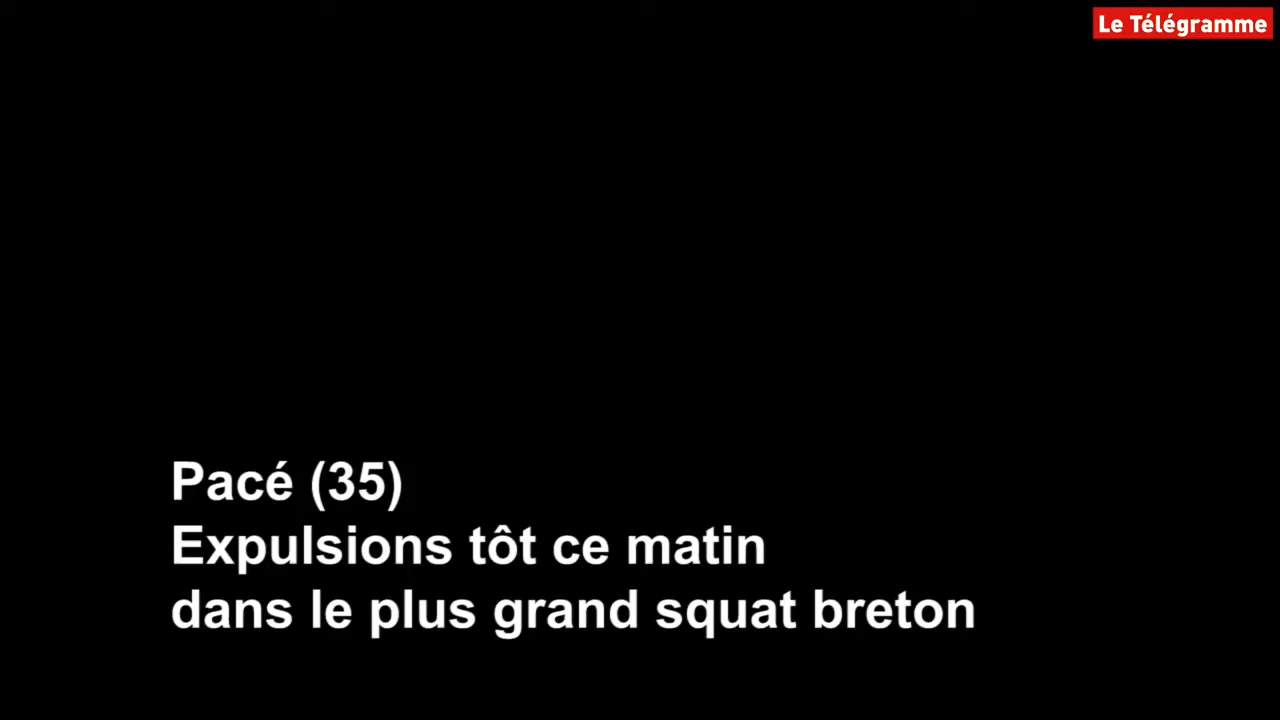 Le Télégramme
Pacé (35)
Expulsions tôt ce matin
dans le plus grand squat breton